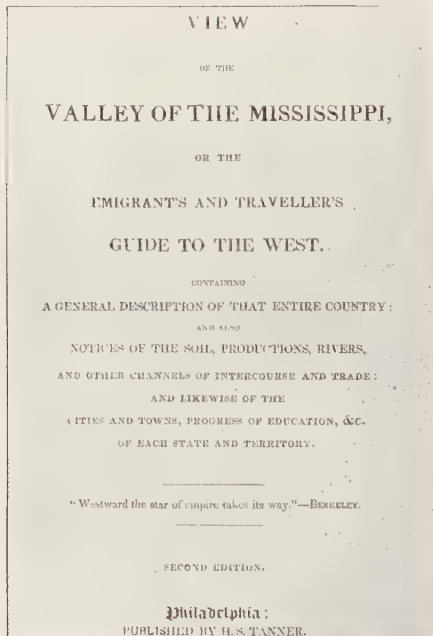 VIEW
OF THE
VALLEY OF THE MISSISSIPPI,
OR THE
EMIGRANT'S AND TRAVELLER'S
GUIDE TO THE WEST.
CONTAINING
A GENERAL DESCRIPTION OF THAT ENTIRE COUNTRY:
AND ALSO
NOTICES OF THE SOIL, PRODUCTIONS, RIVERS,
AND OTHER CHANNELS OF INTERCOURSE AND TRADE:
AND LIKEWISE OF THE
CITIES AND TOWNS, PROGRESS OF EDUCATION, &C.
OF EACH STATE AND TERRITORY.
"Westward the star of empire takes its way."—BERKELEY.
SECOND EDITION.
Philadelphia:
PUBLISHED BY H. S. TANNER.